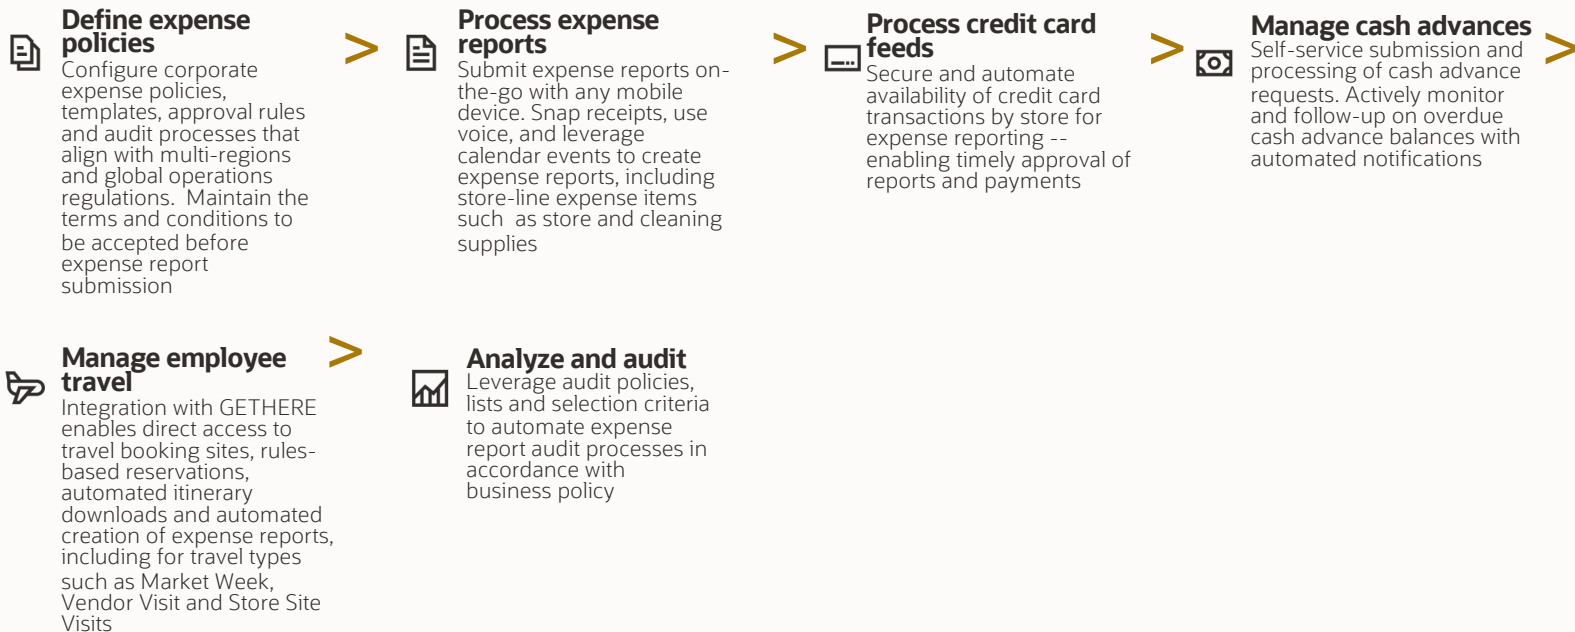 Define expense
policies
Configure corporate
expense policies,
templates, approval rules
and audit processes that
align with multi-regions
and global operations
regulations.  Maintain the
terms and conditions to
be accepted before
expense report
submission
>
Process expense
reports
Submit expense reports on-
the-go with any mobile
device. Snap receipts, use
voice, and leverage
calendar events to create
expense reports, including
store-line expense items
such  as store and cleaning
supplies
>
Process credit card
feeds
Secure and automate
availability of credit card
transactions by store for
expense reporting --
enabling timely approval of
reports and payments
>
Manage cash advances
Self-service submission and
processing of cash advance
requests. Actively monitor
and follow-up on overdue
cash advance balances with
automated notifications
>
Manage employee
travel
Integration with GETHERE
enables direct access to
travel booking sites, rules-
based reservations,
automated itinerary
downloads and automated
creation of expense reports,
including for travel types
such as Market Week,
Vendor Visit and Store Site
Visits
>
Analyze and audit
Leverage audit policies,
lists and selection criteria
to automate expense
report audit processes in
accordance with
business policy